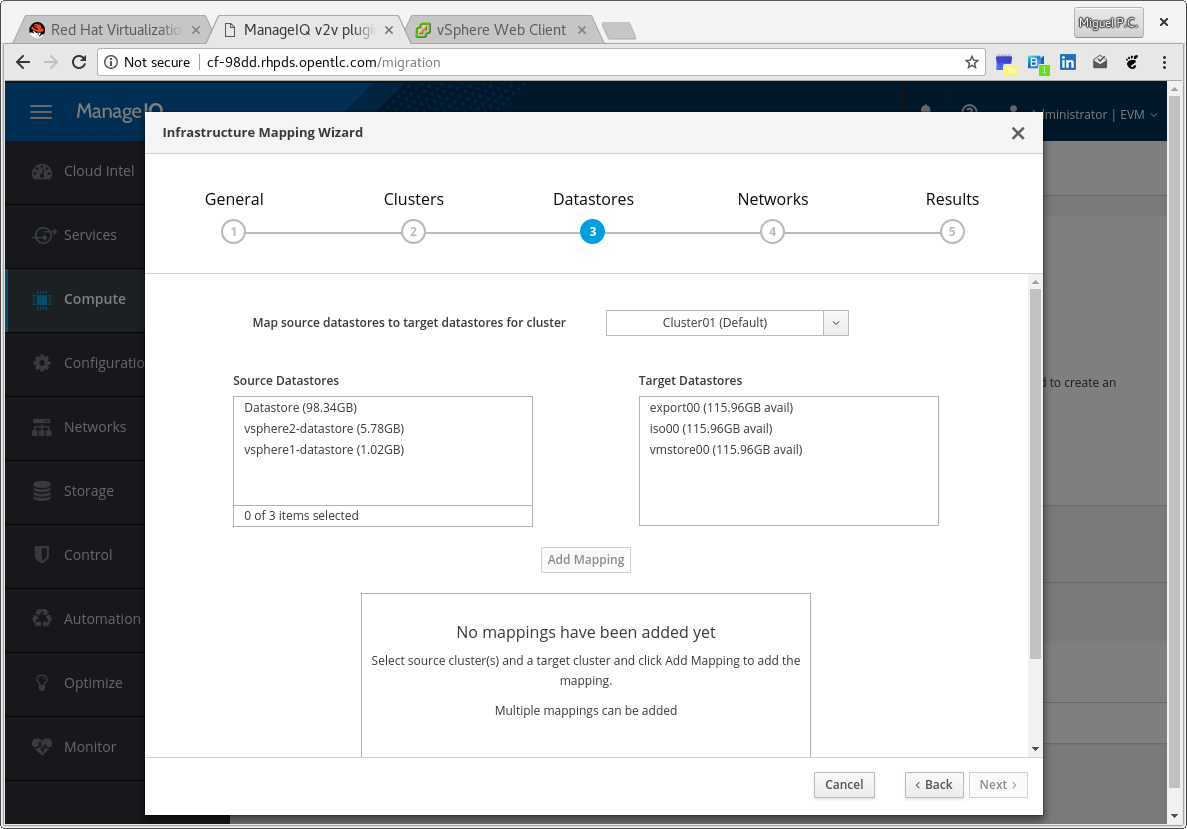 Red Hat Virtualizatio
ManageIQ v2v plugi
vSphere Web Client
Miguel P.C.
Not secure
cf-98dd.rhpds.opentlc.com/migration
1
ManageIQ
ministrator | EVM
Infrastructure Mapping Wizard
Cloud Intel
Services
Compute
Configuratio
Networks
Storage
Control
Automation
Optimize
Monitor
General
Clusters
Datastores
Networks
Results
1
2
3
4
5
Map source datastores to target datastores for cluster
Cluster01 (Default)
Source Datastores
Datastore (98.34GB)
vsphere2-datastore (5.78GB)
vsphere1-datastore (1.02GB)
0 of 3 items selected
Target Datastores
export00 (115.96GB avail)
iso00 (115.96GB avail)
vmstore00 (115.96GB avail)
d to create an
Add Mapping
No mappings have been added yet
Select source cluster(s) and a target cluster and click Add Mapping to add the
mapping.
Multiple mappings can be added
Cancel
‹ Back
Next ›